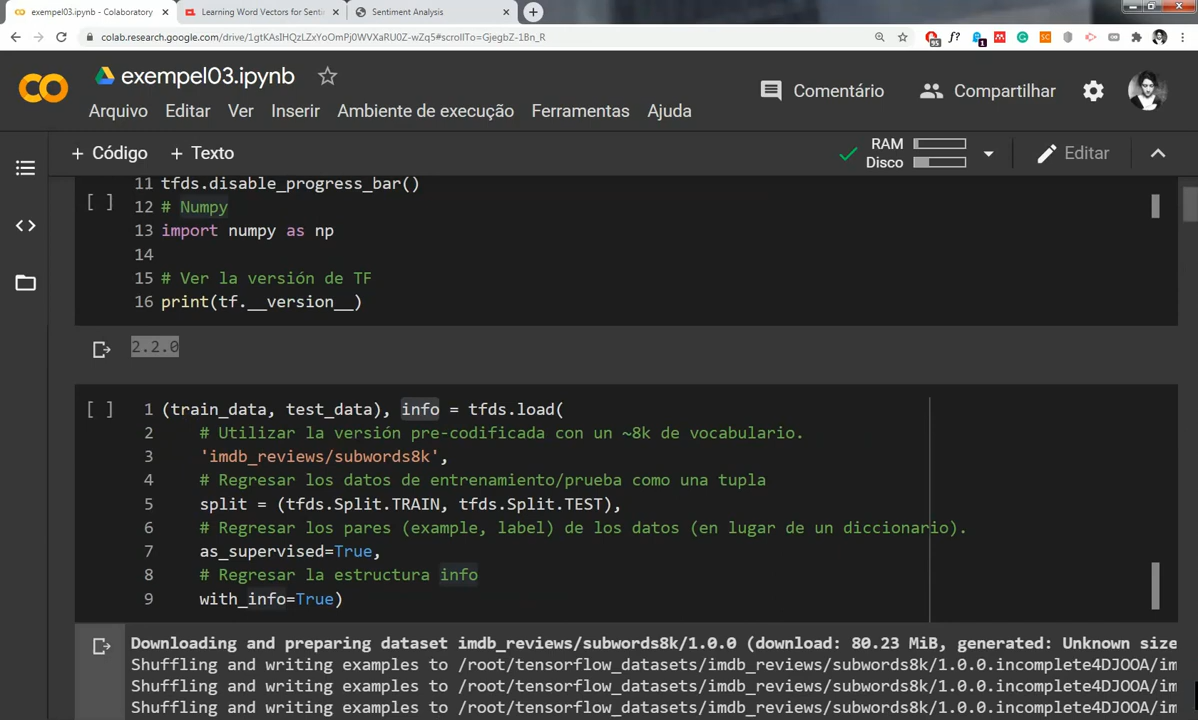 exempel03.ipynb - Colaboratory
Learning Word Vectors for Senti
Sentiment Analysis
colab.research.google.com/drive/1gtKAsIHQzLZxYoOmPj0WVXaRU0Z-wZq5#scrollTo=GjegbZ-1Bn_R
exempel03.ipynb
Comentário
Compartilhar
Arquivo Editar Ver Inserir Ambiente de execução Ferramentas Ajuda
+ Código + Texto
RAM
Disco
Editar
11 tfds.disable_progress_bar()
[ ] 12 # Numpy
13 import numpy as np
14
15 # Ver la versión de TF
16 print(tf.__version__)
2.2.0
[ ] 1 (train_data, test_data), info = tfds.load(
2 # Utilizar la versión pre-codificada con un ~8k de vocabulario.
3 'imdb_reviews/subwords8k',
4 # Regresar los datos de entrenamiento/prueba como una tupla
5 split = (tfds.Split.TRAIN, tfds.Split.TEST),
6 # Regresar los pares (example, label) de los datos (en lugar de un diccionario).
7 as_supervised=True,
8 # Regresar la estructura info
9 with_info=True)
Downloading and preparing dataset imdb_reviews/subwords8k/1.0.0 (download: 80.23 MiB, generated: Unknown size
Shuffling and writing examples to /root/tensorflow_datasets/imdb_reviews/subwords8k/1.0.0.incomplete4DJOOA/im
Shuffling and writing examples to /root/tensorflow_datasets/imdb_reviews/subwords8k/1.0.0.incomplete4DJOOA/im
Shuffling and writing examples to /root/tensorflow_datasets/imdb_reviews/subwords8k/1.0.0.incomplete4DJOOA/im